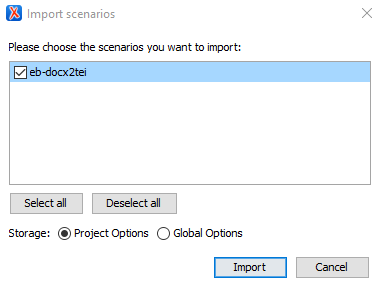 Import scenarios
Please choose the scenarios you want to import:
eb-docx2tei
Select all Deselect all
Storage: Project Options Global Options
Import Cancel